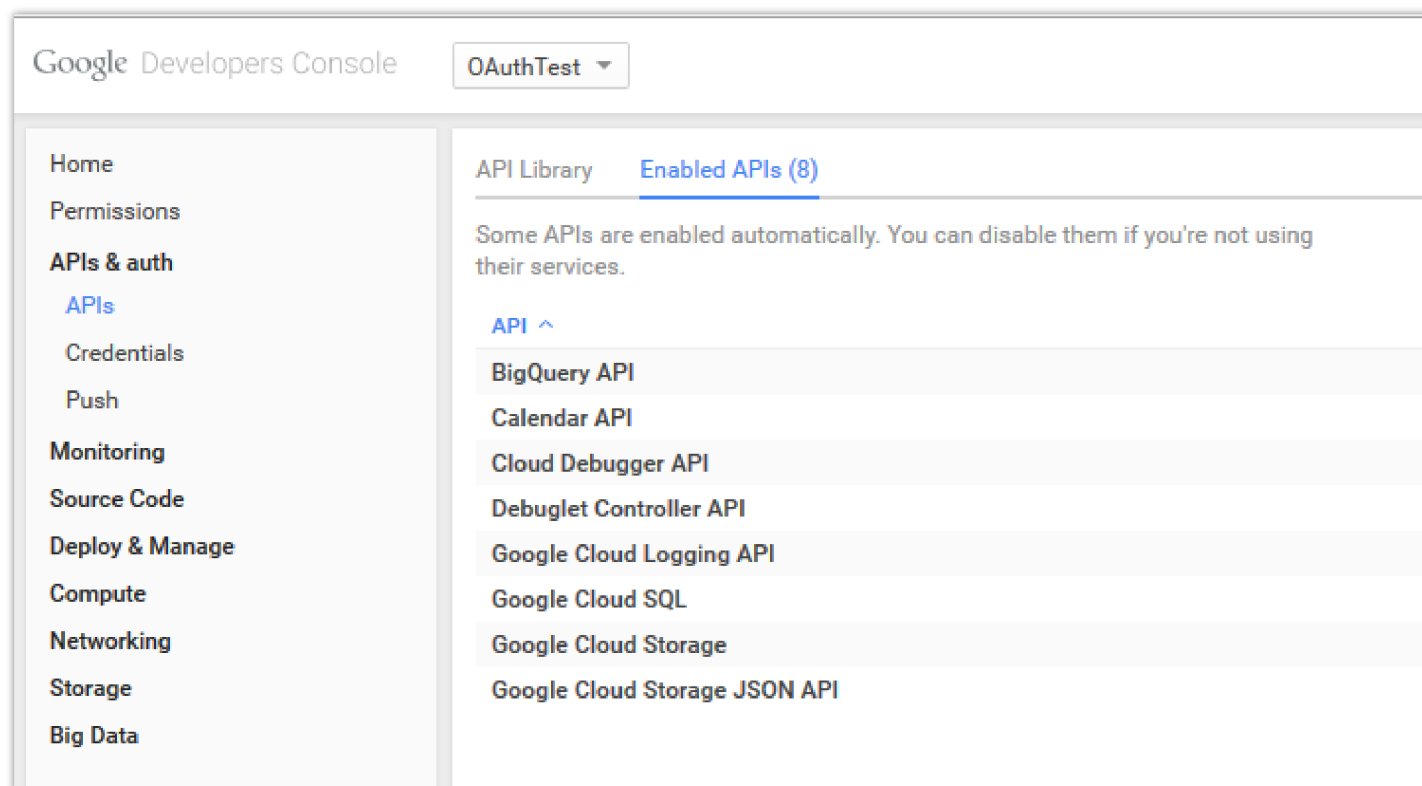 Google Developers Console
OAuthTest
Home
Permissions
APIs & auth
APIs
Credentials
Push
Monitoring
Source Code
Deploy & Manage
Compute
Networking
Storage
Big Data
API Library
Enabled APIs (8)
Some APIs are enabled automatically. You can disable them if you're not using
their services.
API
BigQuery API
Calendar API
Cloud Debugger API
Debuglet Controller API
Google Cloud Logging API
Google Cloud SQL
Google Cloud Storage
Google Cloud Storage JSON API